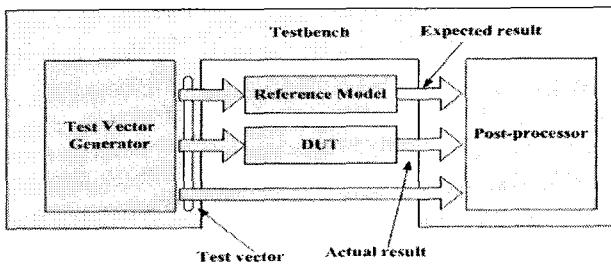 Testbench
Expected result
Test Vector
Generator
Reference Model
DUT
Post-processor
Test vector
Actual result